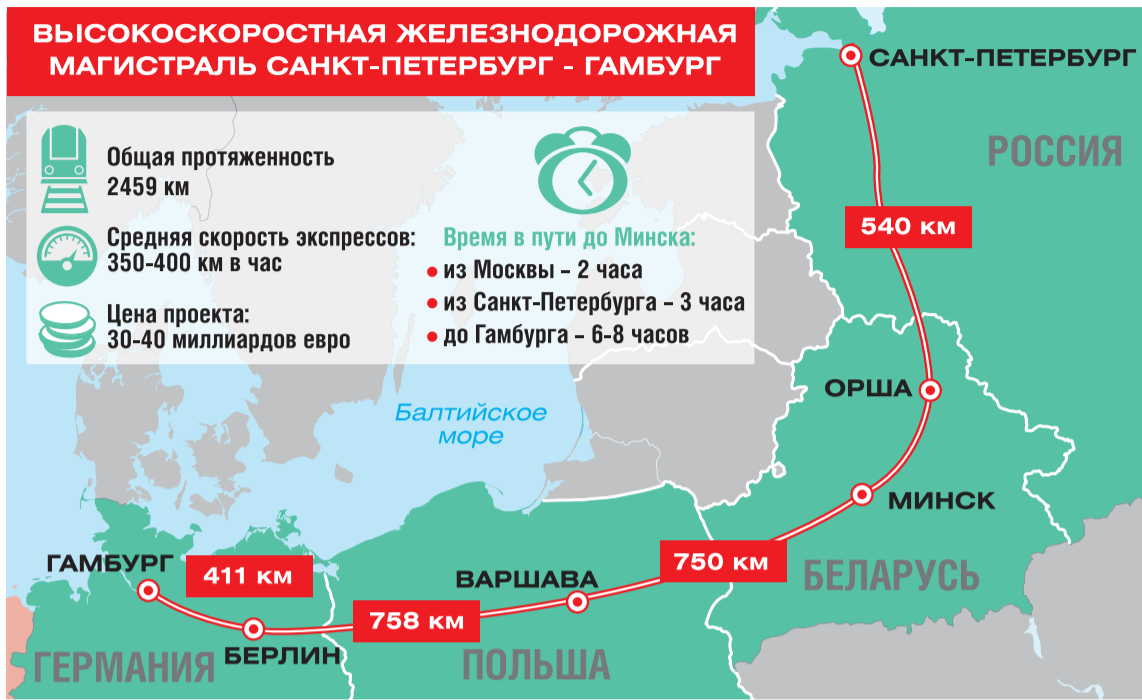 ВЫСОКОСКОРОСТНАЯ ЖЕЛЕЗНОДОРОЖНАЯ
МАГИСТРАЛЬ САНКТ-ПЕТЕРБУРГ - ГАМБУРГ
Общая протяженность
2459 км
Средняя скорость экспрессов:
350-400 км в час
Цена проекта:
30-40 миллиардов евро
Время в пути до Минска:
• из Москвы – 2 часа
• из Санкт-Петербурга – 3 часа
• до Гамбурга – 6-8 часов
САНКТ-ПЕТЕРБУРГ
РОССИЯ
540 км
ОРША
Балтийское
море
МИНСК
ГАМБУРГ
411 км
ВАРШАВА
750 км
БЕЛАРУСЬ
758 км
БЕРЛИН
ГЕРМАНИЯ
ПОЛЬША